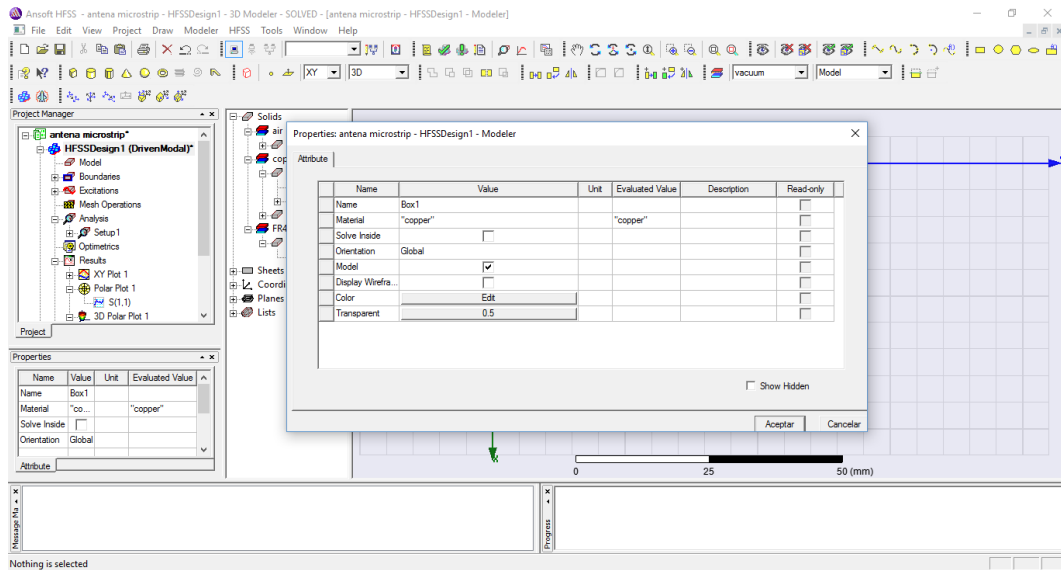 Ansoft HFSS - antena microstrip - HFSSDesign1 - 3D Modeler - SOLVED - [antena microstrip - HFSSDesign1 - Modeler]
File Edit View Project Draw Modeler HFSS Tools Window Help
XY 3D vacuum Model
Project Manager
antena microstrip*
HFSSDesign1 (DrivenModal)*
Model
Boundaries
Excitations
Mesh Operations
Analysis
Setup1
Optimetrics
Results
XY Plot 1
Polar Plot 1
S(1,1)
3D Polar Plot 1
Project
Solids
air
cop
FR4
Sheets
Coordi
Planes
Lists
Properties: antena microstrip - HFSSDesign1 - Modeler
Attribute
Name Value Unit Evaluated Value Description Read-only
Name Box1
Material "copper" "copper"
Solve Inside
Orientation Global
Model
Display Wirefra...
Color Edit
Transparent 0.5
Show Hidden
Aceptar Cancelar
Properties
Name Value Unit Evaluated Value
Name Box1
Material "co... "copper"
Solve Inside
Orientation Global
Attribute
0 25 50 (mm)
Message Ma
Progress
Nothing is selected